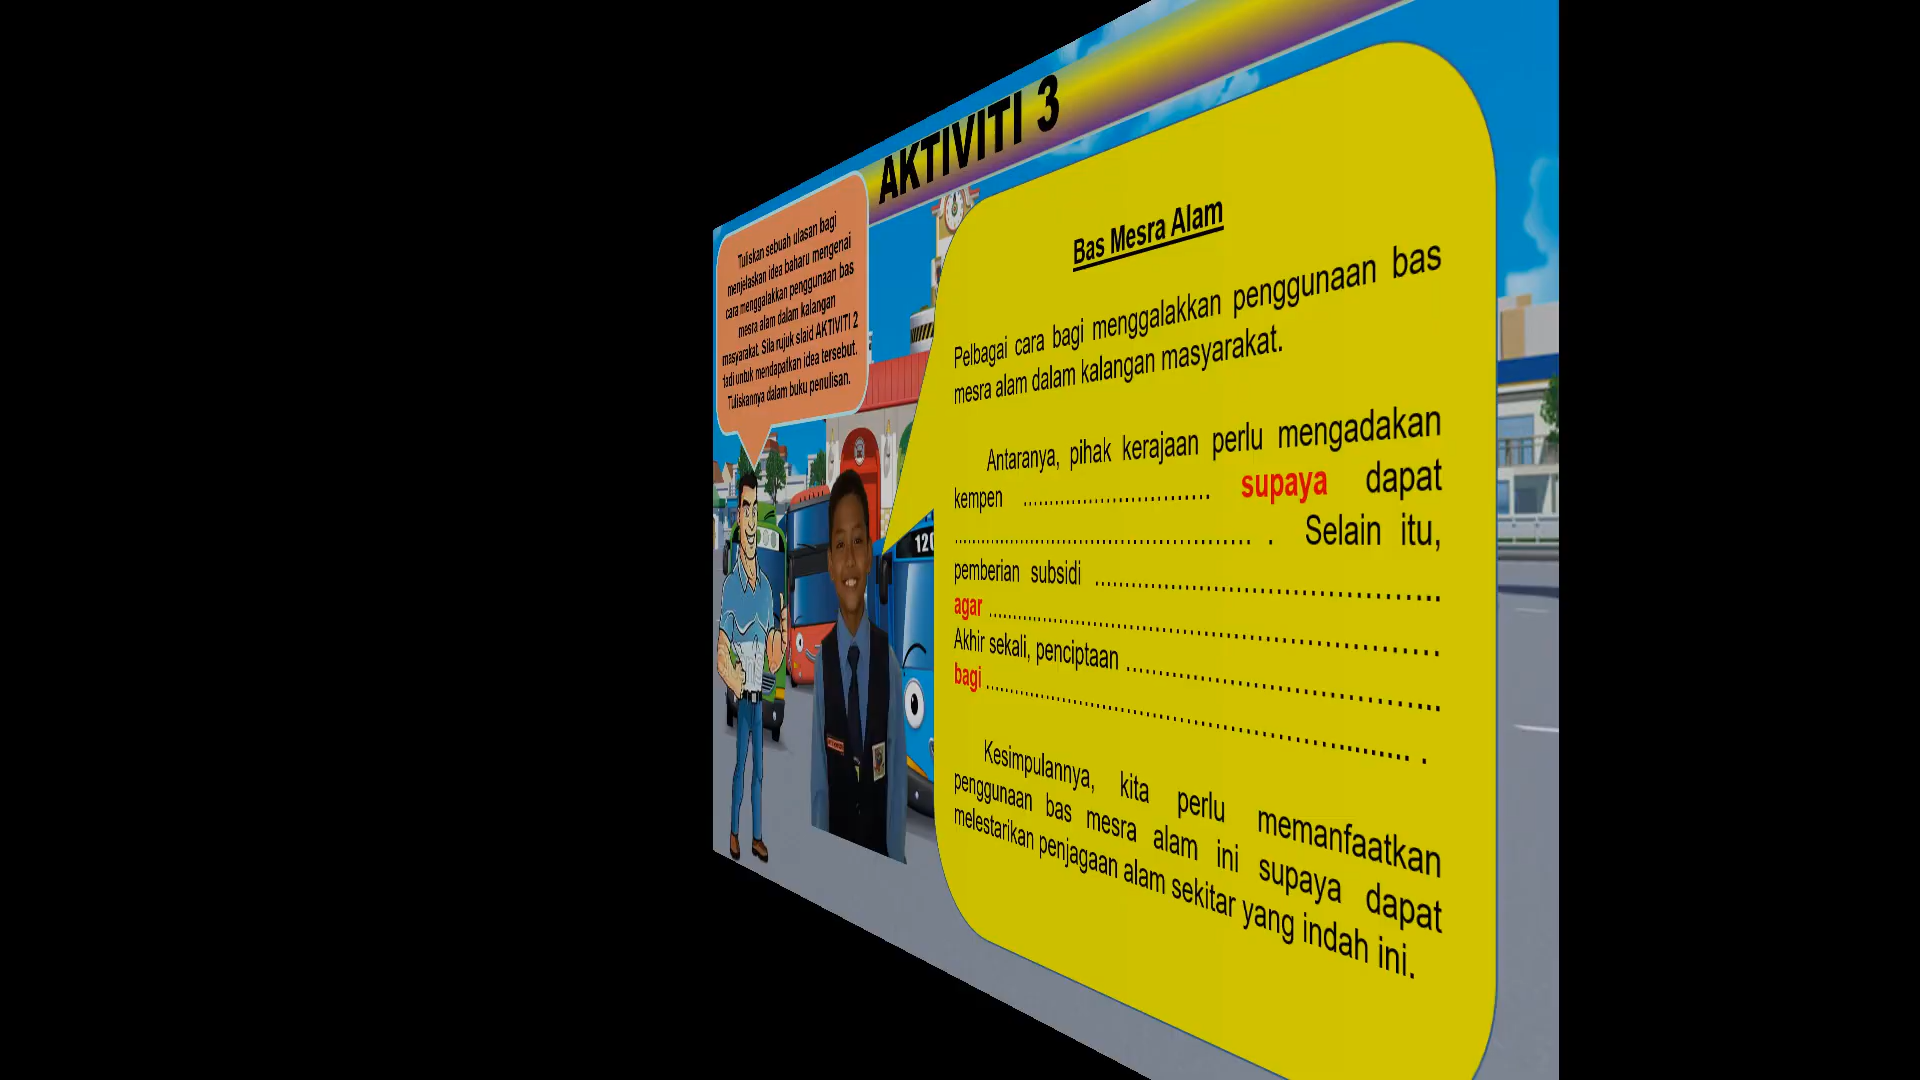 AKTIVITI 3
Tuliskan sebuah ulasan bagi
menjelaskan idea baharu mengenai
cara menggalakkan penggunaan bas
mesra alam dalam kalangan
masyarakat. Sila rujuk slaid AKTIVITI 2
tadi untuk mendapatkan idea tersebut.
Tuliskannya dalam buku penulisan.
Bas Mesra Alam
Pelbagai cara bagi menggalakkan penggunaan bas
mesra alam dalam kalangan masyarakat.
Antaranya, pihak kerajaan perlu mengadakan
kempen .............................. supaya dapat
.................................................. . Selain itu,
pemberian subsidi ..................................................
agar ..................................................................
Akhir sekali, penciptaan ..............................................
bagi .................................................................. .
Kesimpulannya, kita perlu memanfaatkan
penggunaan bas mesra alam ini supaya dapat
melestarikan penjagaan alam sekitar yang indah ini.
120